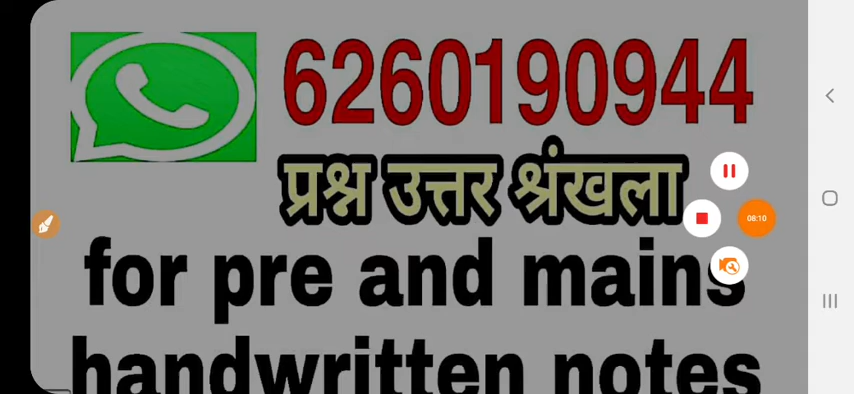 6260190944
प्रश्न उत्तर श्रंखला
08:10
for pre and mains
handwritten notes